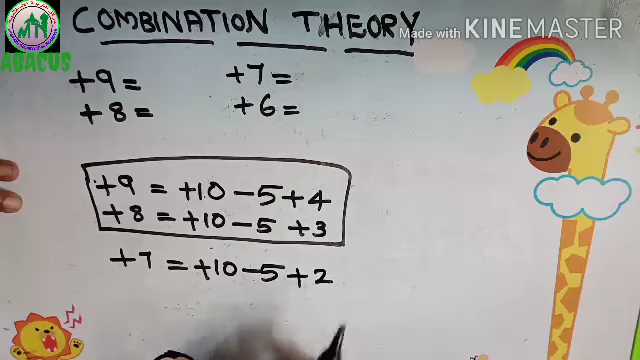 COMBINATION THEORY
Made with KINEMASTER
ABACUS
+9 = +7 =
+8 = +6 =
+9 = +10 -5 +4
+8 = +10 -5 +3
+7 = +10 -5 +2